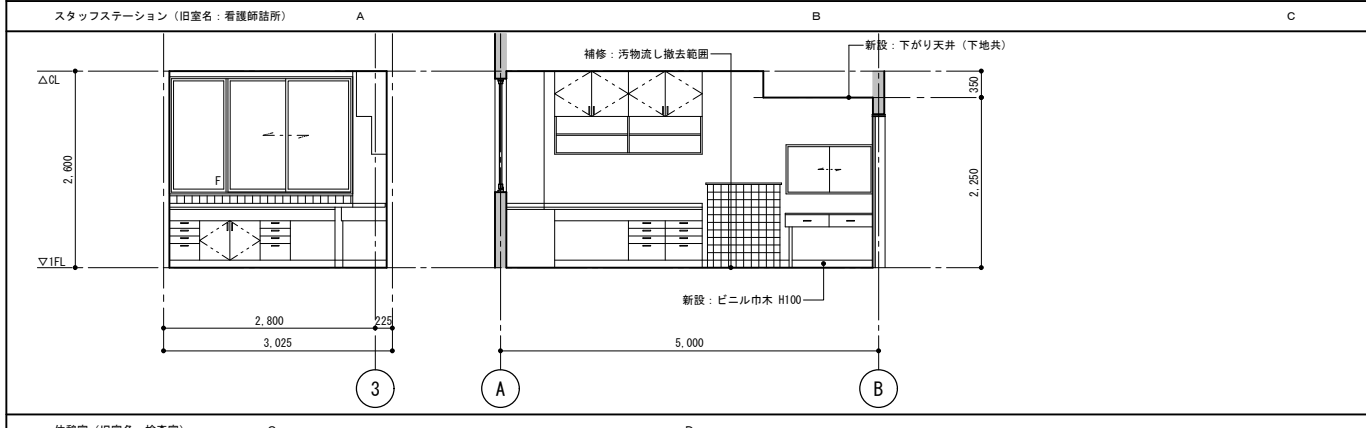 スタッフステーション（旧室名：看護師詰所） A B C
新設：下がり天井（下地共）
補修：汚物流し撤去範囲
△CL
350
2,600
F
2,250
▽1FL
新設：ビニル巾木 H100
2,800 225
3,025 5,000
3 A B